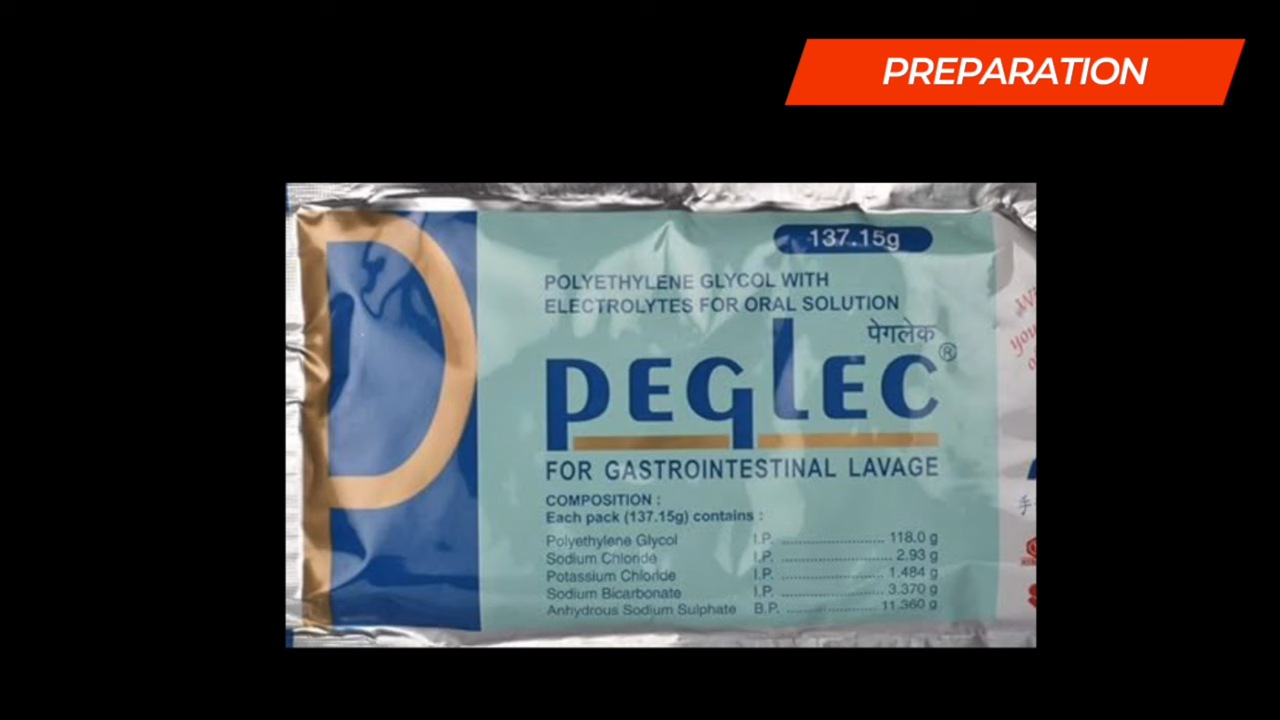 PREPARATION
137.15g
POLYETHYLENE GLYCOL WITH
ELECTROLYTES FOR ORAL SOLUTION
पेगलेक
PEGLEC®
FOR GASTROINTESTINAL LAVAGE
COMPOSITION :
Each pack (137.15g) contains :
Polyethylene Glycol I.P. ........................ 118.0 g
Sodium Chloride I.P. ........................ 2.93 g
Potassium Chloride I.P. ........................ 1.484 g
Sodium Bicarbonate I.P. ........................ 3.370 g
Anhydrous Sodium Sulphate B.P. ........................ 11.360 g
手